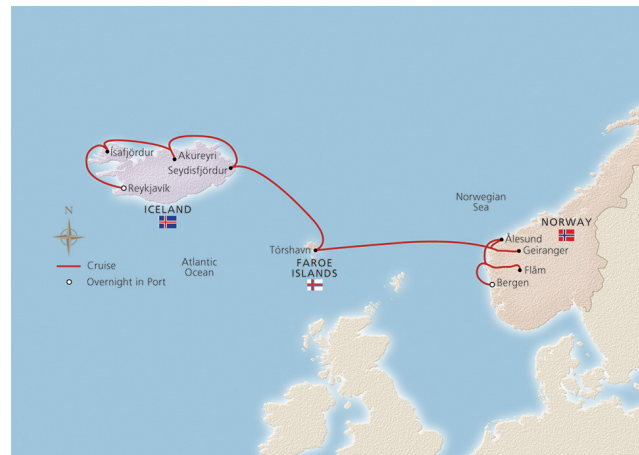 Ísafjördur
Akureyri
Seydisfjördur
Reykjavík
ICELAND
N
Cruise
Overnight in Port
Atlantic
Ocean
Tórshavn
FAROE
ISLANDS
Norwegian
Sea
NORWAY
Ålesund
Geiranger
Flåm
Bergen